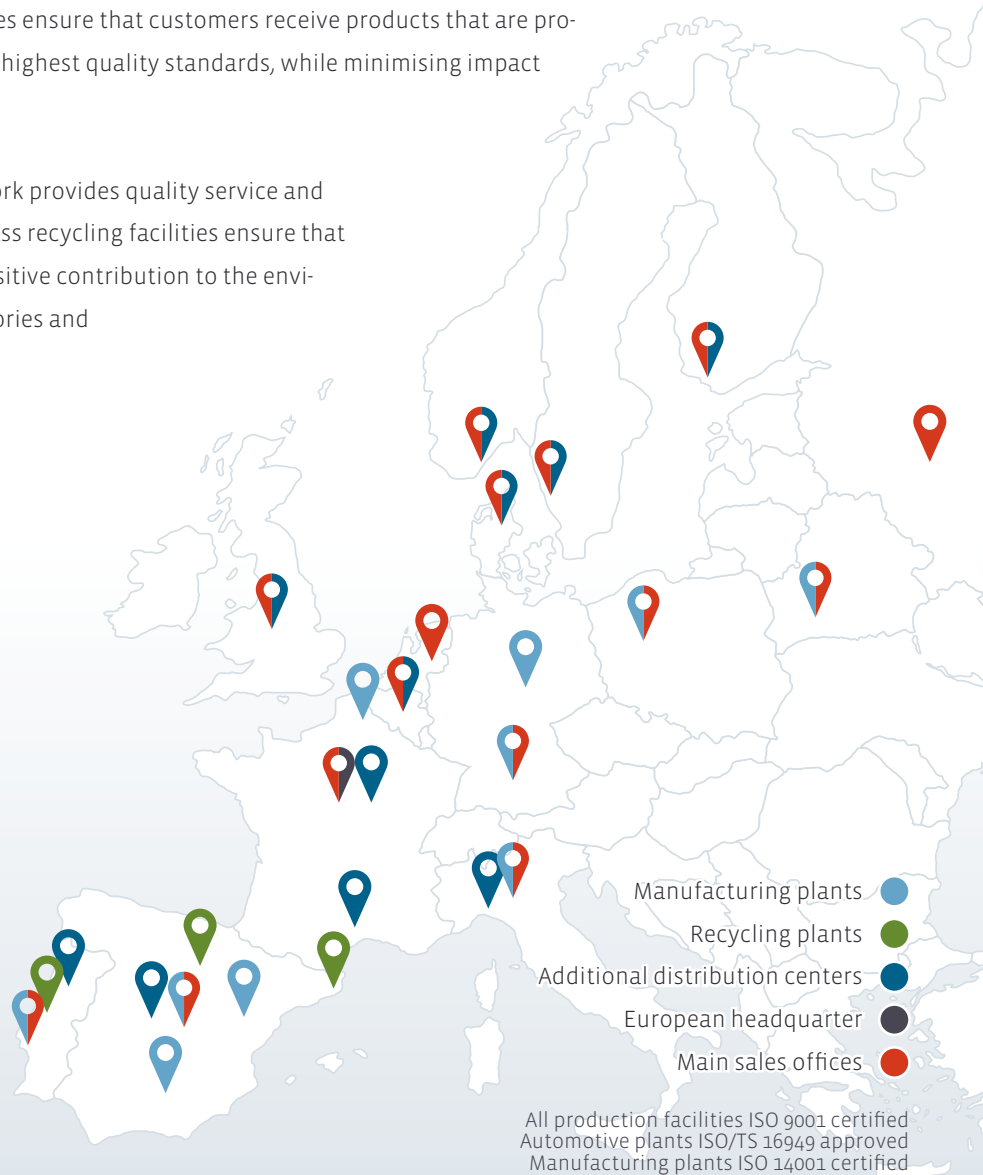 es ensure that customers receive products that are pro-
highest quality standards, while minimising impact
rk provides quality service and
ss recycling facilities ensure that
sitive contribution to the envi-
ories and
Manufacturing plants
Recycling plants
Additional distribution centers
European headquarter
Main sales offices
All production facilities ISO 9001 certified
Automotive plants ISO/TS 16949 approved
Manufacturing plants ISO 14001 certified